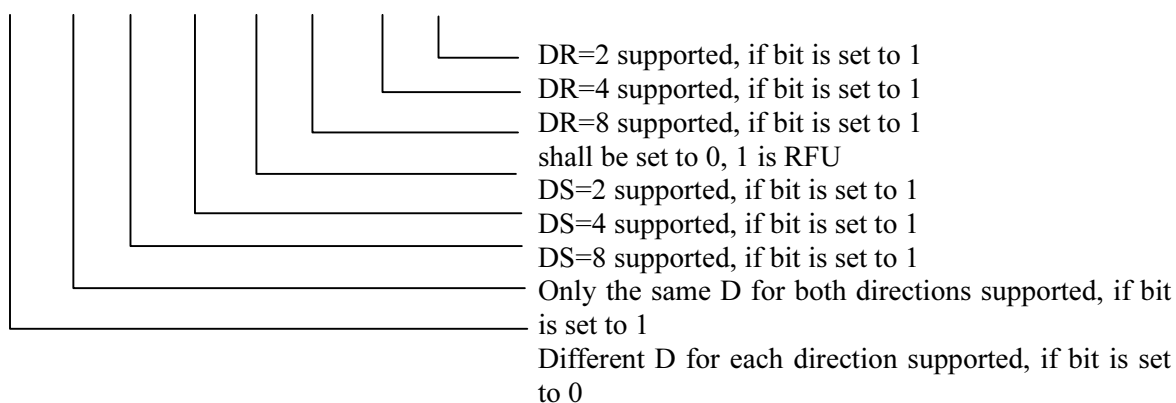 DR=2 supported, if bit is set to 1
DR=4 supported, if bit is set to 1
DR=8 supported, if bit is set to 1
shall be set to 0, 1 is RFU
DS=2 supported, if bit is set to 1
DS=4 supported, if bit is set to 1
DS=8 supported, if bit is set to 1
Only the same D for both directions supported, if bit
is set to 1
Different D for each direction supported, if bit is set
to 0